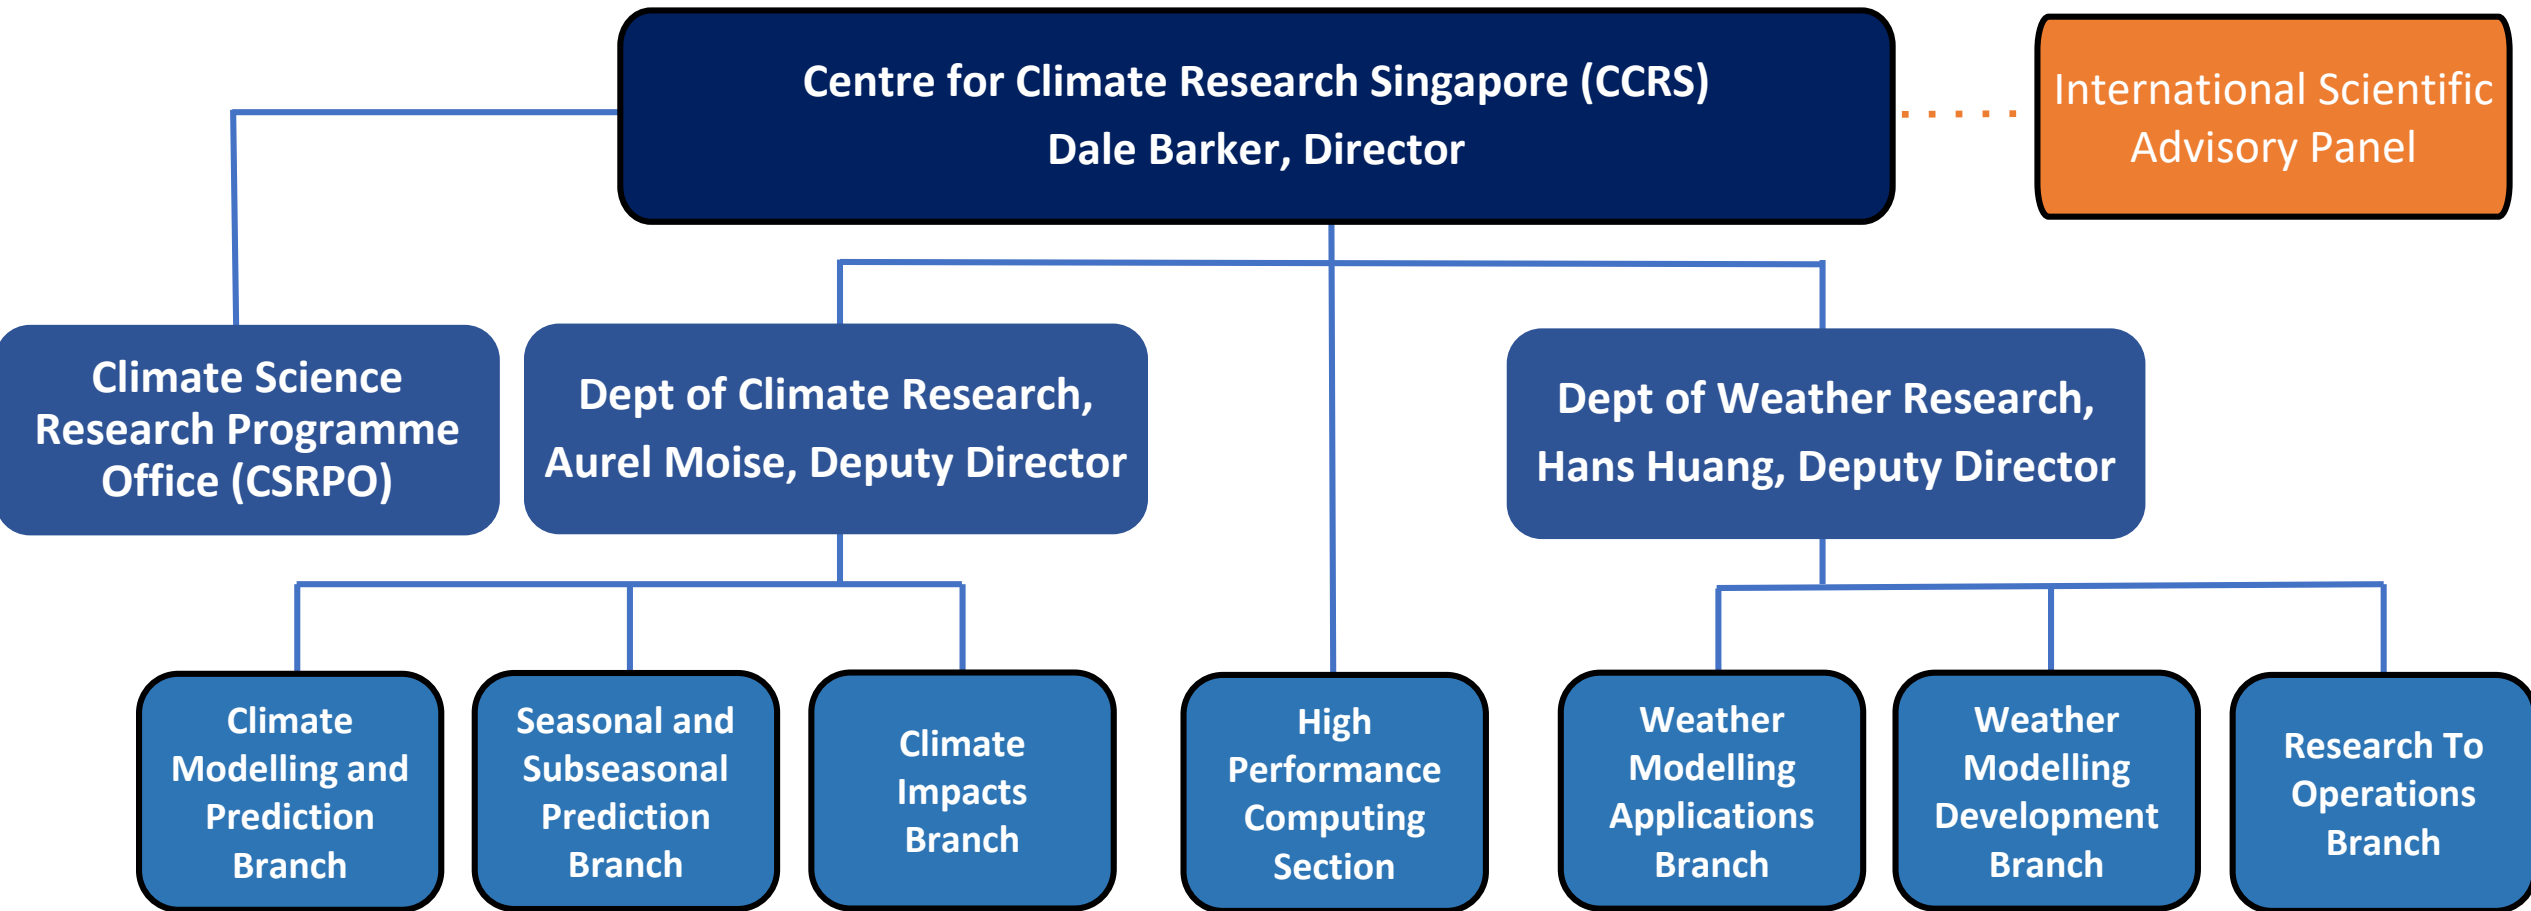 Centre for Climate Research Singapore (CCRS)
Dale Barker, Director
International Scientific
Advisory Panel
Climate Science
Research Programme
Office (CSRPO)
Dept of Climate Research,
Aurel Moise, Deputy Director
Dept of Weather Research,
Hans Huang, Deputy Director
Climate
Modelling and
Prediction
Branch
Seasonal and
Subseasonal
Prediction
Branch
Climate
Impacts
Branch
High
Performance
Computing
Section
Weather
Modelling
Applications
Branch
Weather
Modelling
Development
Branch
Research To
Operations
Branch